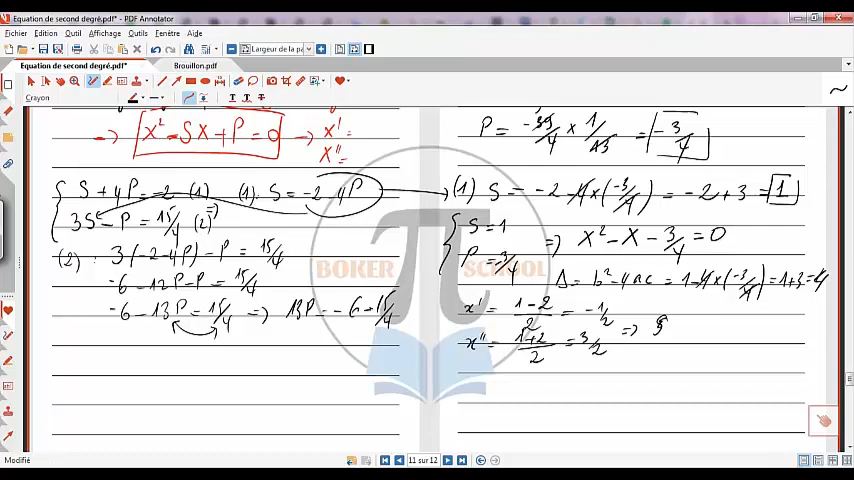 Equation de second degré.pdf* - PDF Annotator
Fichier Edition Outil Affichage Outils Fenêtre Aide
Largeur de la pa
Equation de second degré.pdf* Brouillon.pdf
Crayon
→ X² - SX + P = 0 → X' =
X'' =
{ S + 4P = -2 (1) (1): S = -2 - 4P
3S - P = 15/4 (2)
(2) : 3(-2-4P) - P = 15/4
-6 - 12P - P = 15/4
-6 - 13P = 15/4 => 13P = -6 - 15/4
P = -39/4 × 1/13 = -3/4
(1) S = -2 - 4×(-3/4) = -2 + 3 = 1
{ S = 1
P = -3/4 => X² - X - 3/4 = 0
Δ = b² - 4ac = 1 - 4×(-3/4) = 1+3 = 4
x' = 1-2/2 = -1/2
x'' = 1+2/2 = 3/2 => S
BOKER SCHOOL
Modifié 11 sur 12